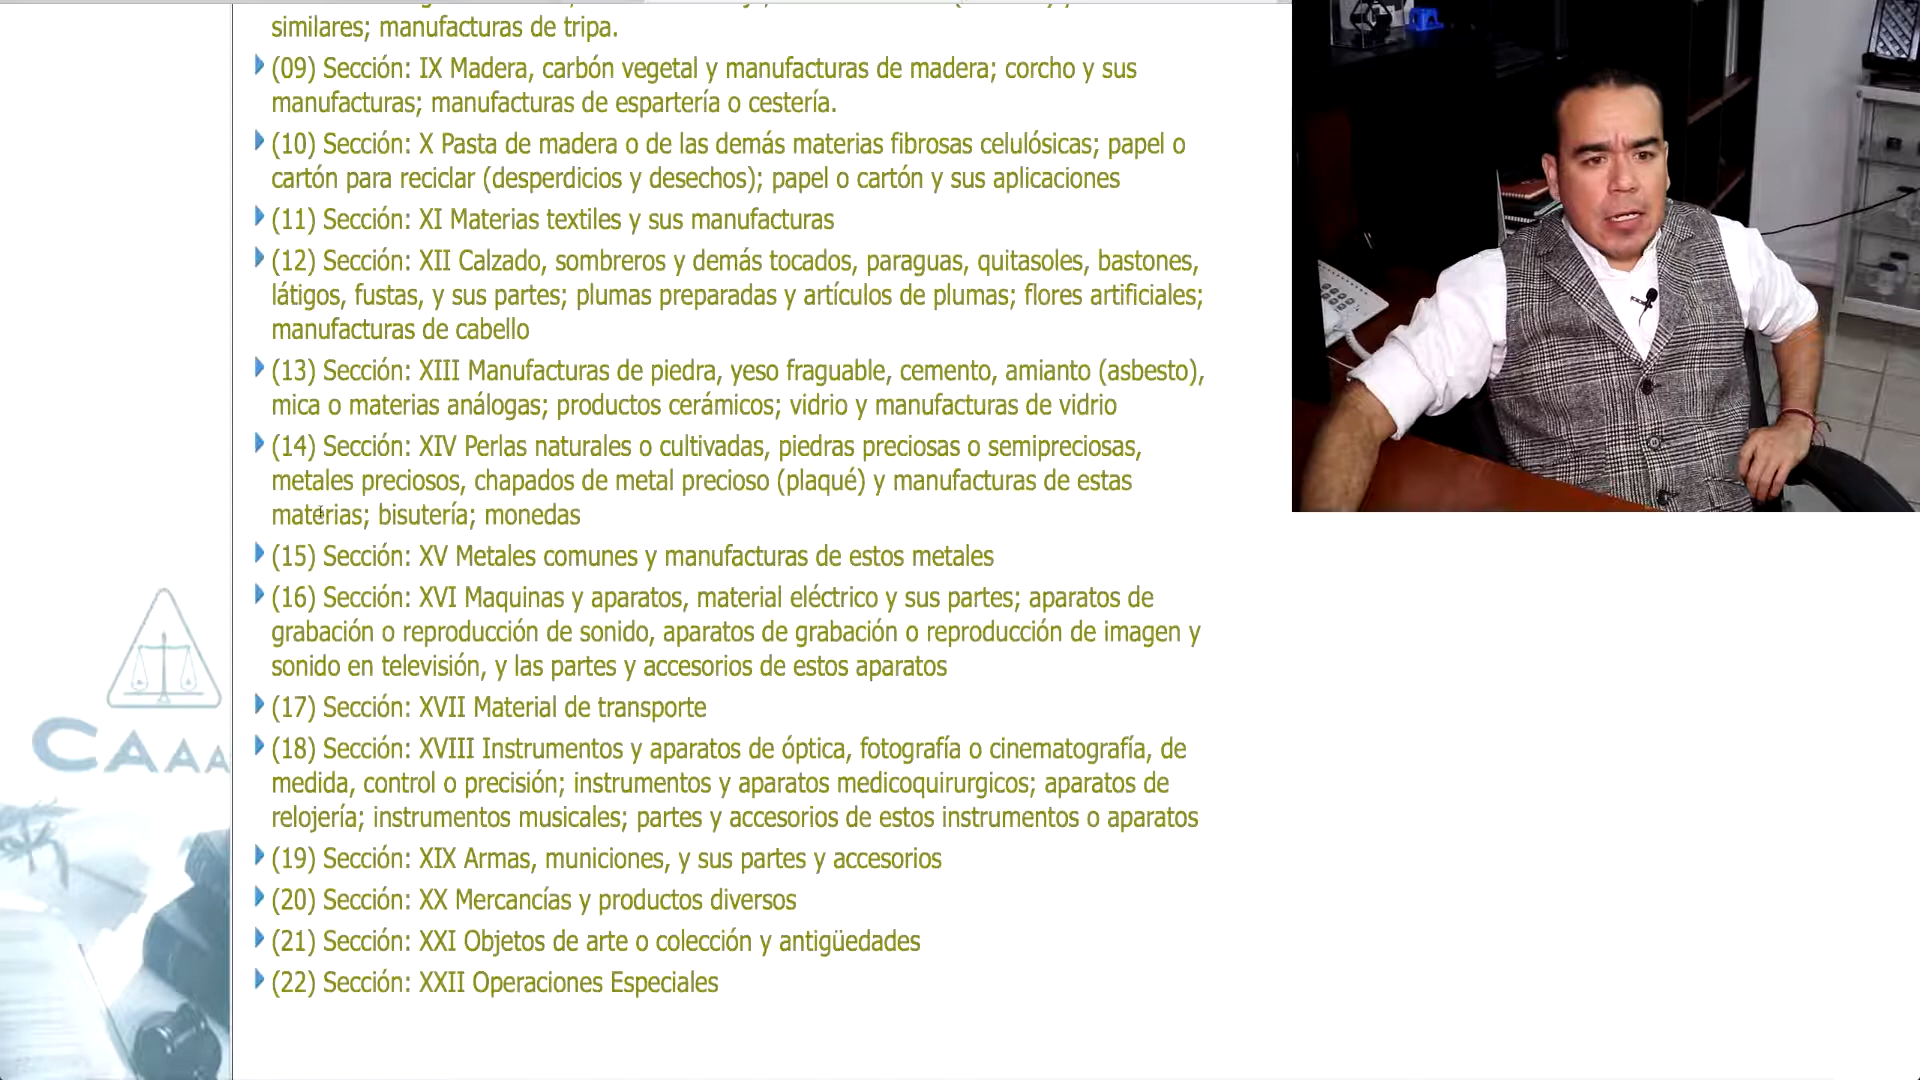 similares; manufacturas de tripa.
(09) Sección: IX Madera, carbón vegetal y manufacturas de madera; corcho y sus
manufacturas; manufacturas de espartería o cestería.
(10) Sección: X Pasta de madera o de las demás materias fibrosas celulósicas; papel o
cartón para reciclar (desperdicios y desechos); papel o cartón y sus aplicaciones
(11) Sección: XI Materias textiles y sus manufacturas
(12) Sección: XII Calzado, sombreros y demás tocados, paraguas, quitasoles, bastones,
látigos, fustas, y sus partes; plumas preparadas y artículos de plumas; flores artificiales;
manufacturas de cabello
(13) Sección: XIII Manufacturas de piedra, yeso fraguable, cemento, amianto (asbesto),
mica o materias análogas; productos cerámicos; vidrio y manufacturas de vidrio
(14) Sección: XIV Perlas naturales o cultivadas, piedras preciosas o semipreciosas,
metales preciosos, chapados de metal precioso (plaqué) y manufacturas de estas
materias; bisutería; monedas
(15) Sección: XV Metales comunes y manufacturas de estos metales
(16) Sección: XVI Maquinas y aparatos, material eléctrico y sus partes; aparatos de
grabación o reproducción de sonido, aparatos de grabación o reproducción de imagen y
sonido en televisión, y las partes y accesorios de estos aparatos
(17) Sección: XVII Material de transporte
(18) Sección: XVIII Instrumentos y aparatos de óptica, fotografía o cinematografía, de
medida, control o precisión; instrumentos y aparatos medicoquirurgicos; aparatos de
relojería; instrumentos musicales; partes y accesorios de estos instrumentos o aparatos
(19) Sección: XIX Armas, municiones, y sus partes y accesorios
(20) Sección: XX Mercancías y productos diversos
(21) Sección: XXI Objetos de arte o colección y antigüedades
(22) Sección: XXII Operaciones Especiales
CAAA